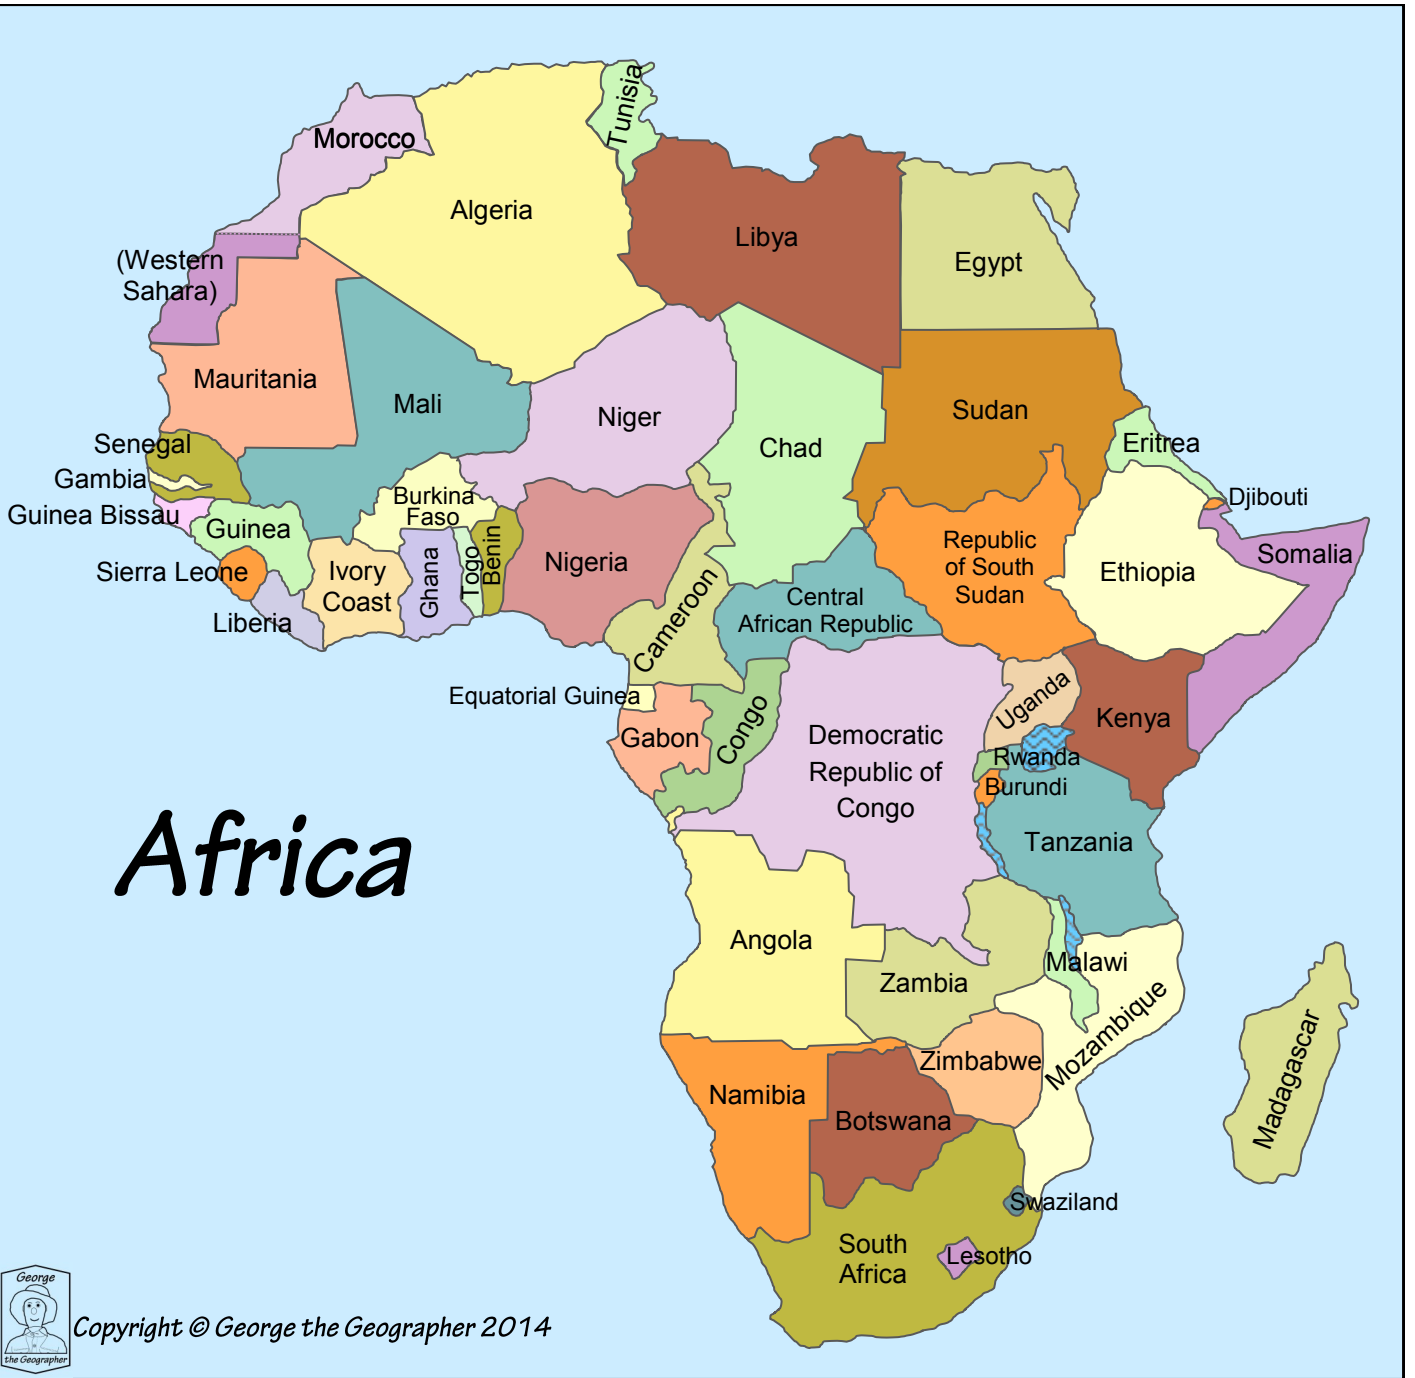 Tunisia
Morocco
Algeria
Libya
Egypt
(Western
Sahara)
Mauritania
Mali
Niger
Chad
Sudan
Eritrea
Senegal
Gambia
Guinea Bissau
Guinea
Sierra Leone
Liberia
Ivory
Coast
Burkina
Faso
Ghana
Togo
Benin
Nigeria
Cameroon
Central
African Republic
Republic
of South
Sudan
Djibouti
Ethiopia
Somalia
Equatorial Guinea
Gabon
Congo
Democratic
Republic of
Congo
Uganda
Kenya
Rwanda
Burundi
Tanzania
Africa
Angola
Zambia
Malawi
Mozambique
Madagascar
Namibia
Botswana
Zimbabwe
Swaziland
South
Africa
Lesotho
George
the Geographer
Copyright © George the Geographer 2014